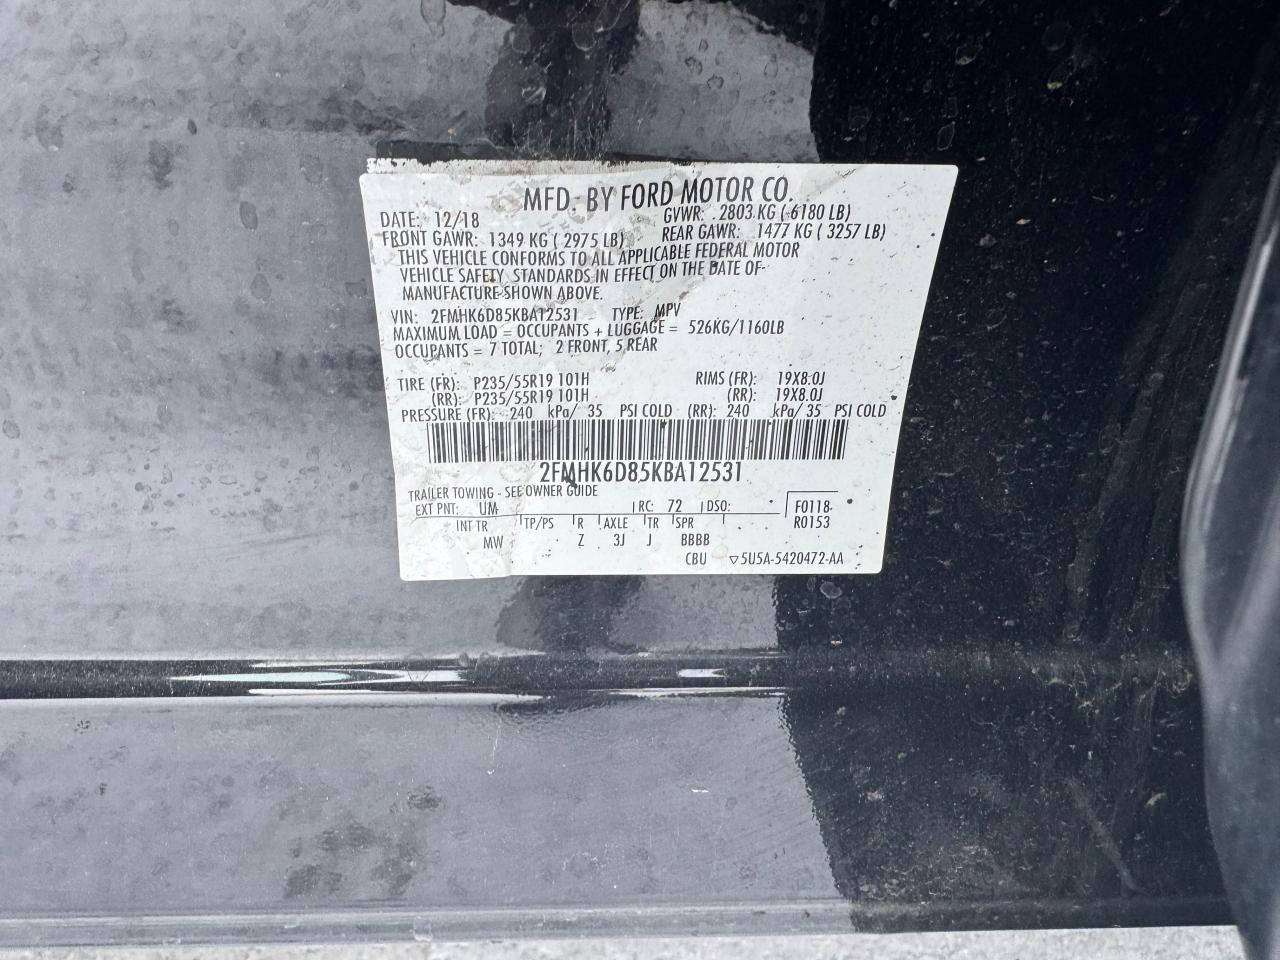 MFD. BY FORD MOTOR CO.
DATE: 12/18 GVWR: 2803 KG ( 6180 LB)
FRONT GAWR: 1349 KG ( 2975 LB) REAR GAWR: 1477 KG ( 3257 LB)
THIS VEHICLE CONFORMS TO ALL APPLICABLE FEDERAL MOTOR
VEHICLE SAFETY STANDARDS IN EFFECT ON THE DATE OF
MANUFACTURE SHOWN ABOVE.
VIN: 2FMHK6D85KBA12531 TYPE: MPV
MAXIMUM LOAD = OCCUPANTS + LUGGAGE = 526KG/1160LB
OCCUPANTS = 7 TOTAL; 2 FRONT, 5 REAR
TIRE (FR): P235/55R19 101H RIMS (FR): 19X8.0J
(RR): P235/55R19 101H (RR): 19X8.0J
PRESSURE (FR): 240 kPa/ 35 PSI COLD (RR): 240 kPa/ 35 PSI COLD
2FMHK6D85KBA12531
TRAILER TOWING - SEE OWNER GUIDE
EXT PNT: UM RC: 72 DSO: F0118
R0153
INT TR TP/PS R AXLE TR SPR
MW Z 3J J BBBB
CBU ▽5U5A-5420472-AA